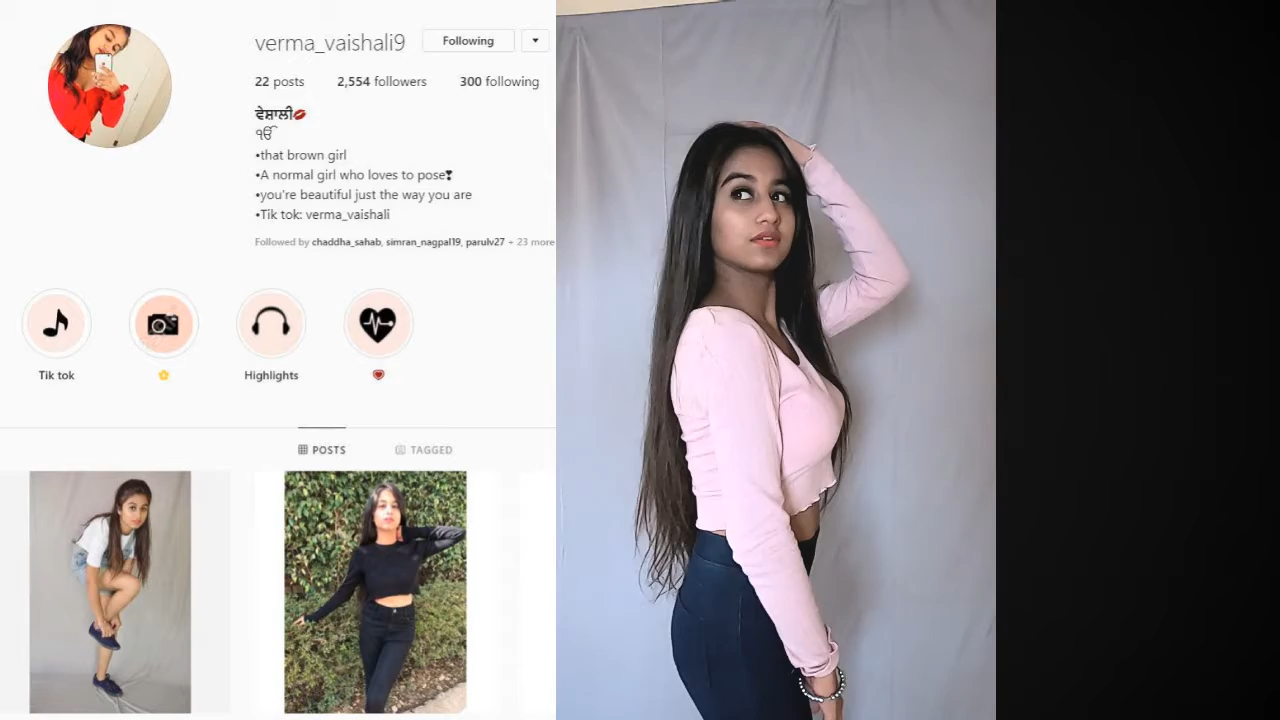 verma_vaishali9 Following
22 posts 2,554 followers 300 following
ਵੇਸ਼ਾਲੀ💋
ੴ
•that brown girl
•A normal girl who loves to pose❣
•you're beautiful just the way you are
•Tik tok: verma_vaishali
Followed by chaddha_sahab, simran_nagpal19, parulv27 + 23 more
Tik tok
Highlights
POSTS TAGGED